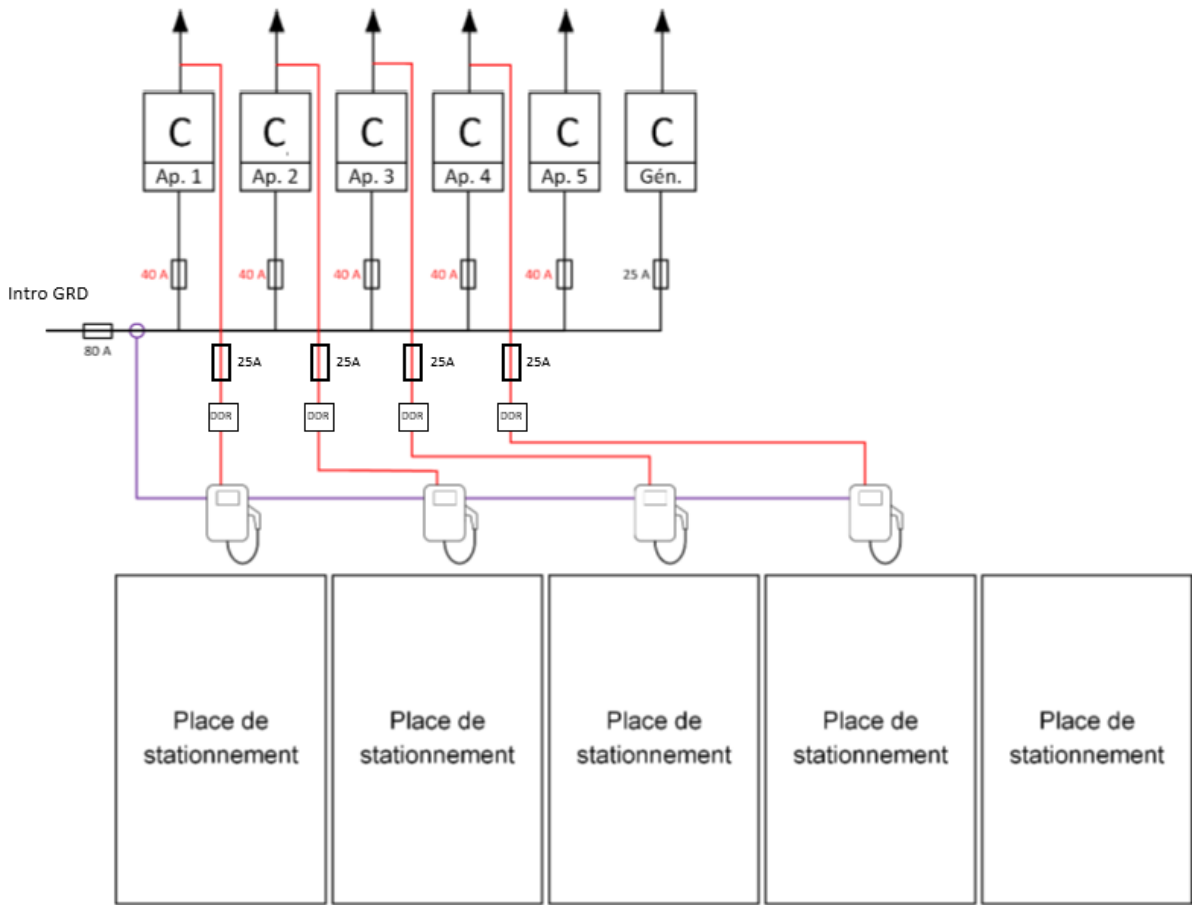 C
C
C
C
C
C
Ap. 1
Ap. 2
Ap. 3
Ap. 4
Ap. 5
Gén.
40 A
40 A
40 A
40 A
40 A
25 A
Intro GRD
80 A
25A
25A
25A
25A
DDR
DDR
DDR
DDR
Place de
stationnement
Place de
stationnement
Place de
stationnement
Place de
stationnement
Place de
stationnement